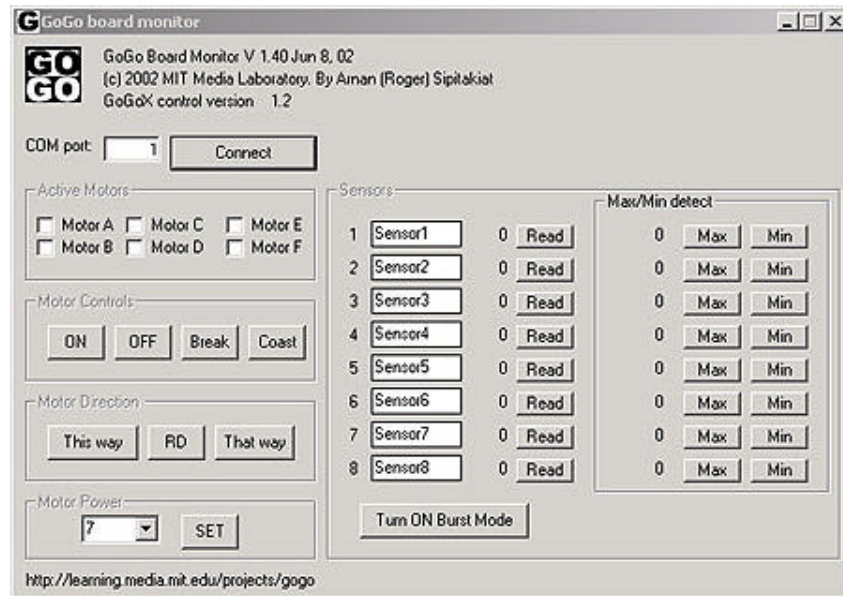 GoGo board monitor
GO
GO
GoGo Board Monitor V 1.40 Jun 8, 02
(c) 2002 MIT Media Laboratory. By Arnan (Roger) Sipitakiat
GoGoX control version 1.2
COM port: 1 Connect
Active Motors
Motor A Motor C Motor E
Motor B Motor D Motor F
Motor Controls
ON OFF Break Coast
Motor Direction
This way RD That way
Motor Power
7 SET
Sensors
Max/Min detect
1 Sensor1 0 Read 0 Max Min
2 Sensor2 0 Read 0 Max Min
3 Sensor3 0 Read 0 Max Min
4 Sensor4 0 Read 0 Max Min
5 Sensor5 0 Read 0 Max Min
6 Sensor6 0 Read 0 Max Min
7 Sensor7 0 Read 0 Max Min
8 Sensor8 0 Read 0 Max Min
Turn ON Burst Mode
http://learning.media.mit.edu/projects/gogo